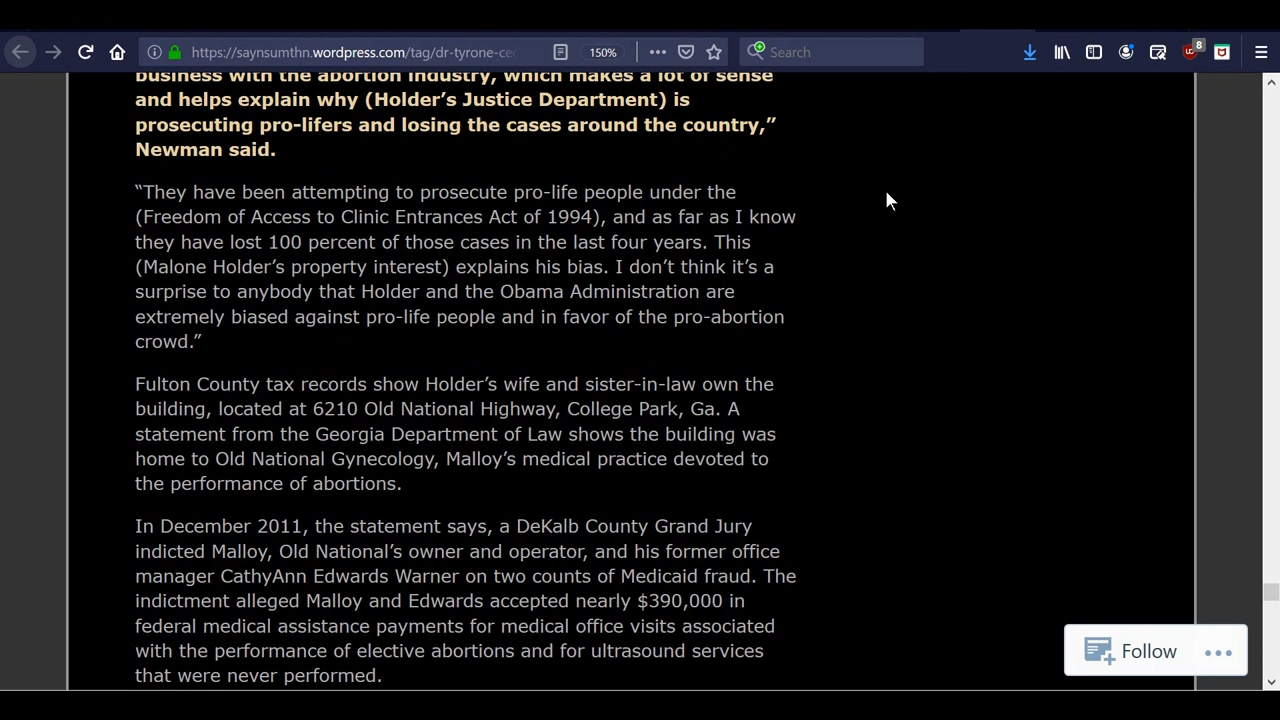 https://saynsumthn.wordpress.com/tag/dr-tyrone-ce
150%
Search
8
business with the abortion industry, which makes a lot of sense
and helps explain why (Holder’s Justice Department) is
prosecuting pro-lifers and losing the cases around the country,”
Newman said.
“They have been attempting to prosecute pro-life people under the
(Freedom of Access to Clinic Entrances Act of 1994), and as far as I know
they have lost 100 percent of those cases in the last four years. This
(Malone Holder’s property interest) explains his bias. I don’t think it’s a
surprise to anybody that Holder and the Obama Administration are
extremely biased against pro-life people and in favor of the pro-abortion
crowd.”
Fulton County tax records show Holder’s wife and sister-in-law own the
building, located at 6210 Old National Highway, College Park, Ga. A
statement from the Georgia Department of Law shows the building was
home to Old National Gynecology, Malloy’s medical practice devoted to
the performance of abortions.
In December 2011, the statement says, a DeKalb County Grand Jury
indicted Malloy, Old National’s owner and operator, and his former office
manager CathyAnn Edwards Warner on two counts of Medicaid fraud. The
indictment alleged Malloy and Edwards accepted nearly $390,000 in
federal medical assistance payments for medical office visits associated
with the performance of elective abortions and for ultrasound services
that were never performed.
Follow